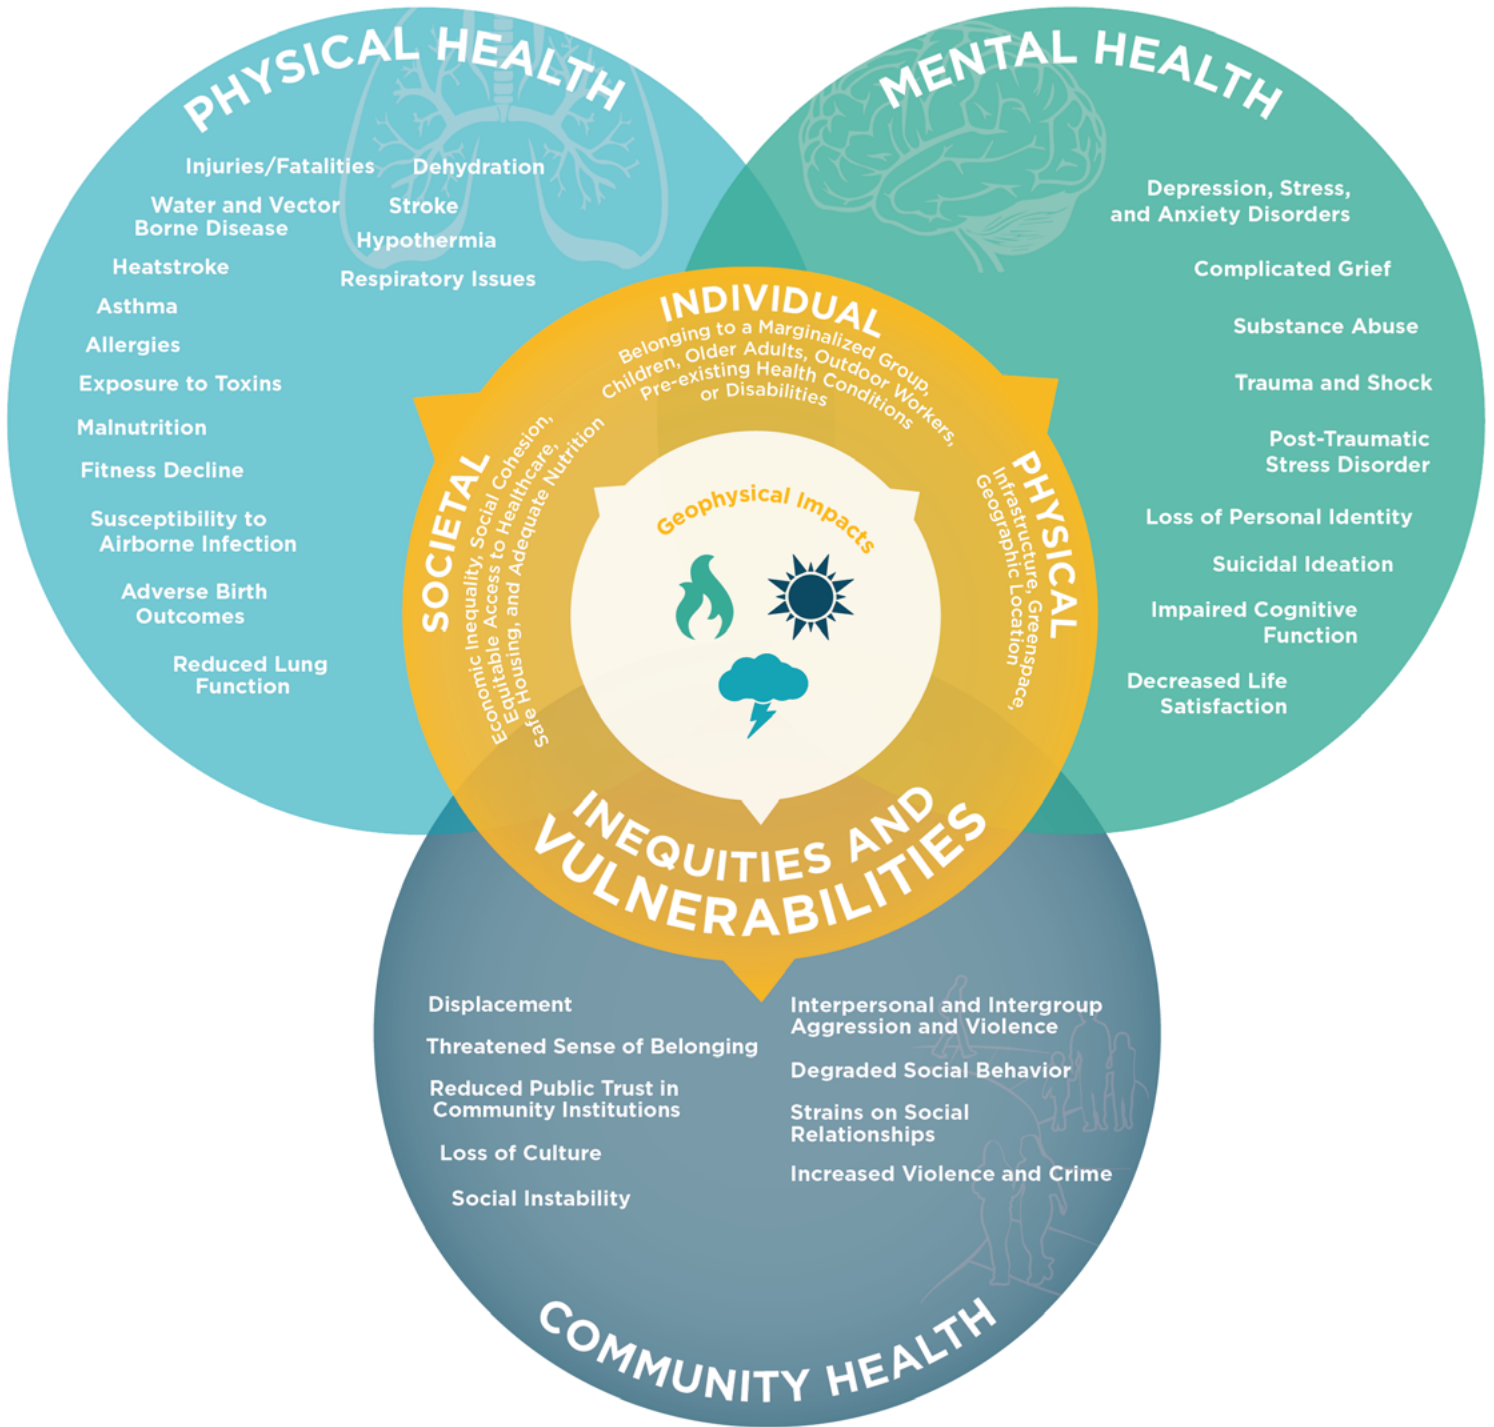 PHYSICAL HEALTH
Injuries/Fatalities
Dehydration
Water and Vector
Borne Disease
Stroke
Hypothermia
Heatstroke
Respiratory Issues
Asthma
Allergies
Exposure to Toxins
Malnutrition
Fitness Decline
Susceptibility to
Airborne Infection
Adverse Birth
Outcomes
Reduced Lung
Function
MENTAL HEALTH
Depression, Stress,
and Anxiety Disorders
Complicated Grief
Substance Abuse
Trauma and Shock
Post-Traumatic
Stress Disorder
Loss of Personal Identity
Suicidal Ideation
Impaired Cognitive
Function
Decreased Life
Satisfaction
INDIVIDUAL
Belonging to a Marginalized Group,
Children, Older Adults, Outdoor Workers,
Pre-existing Health Conditions
or Disabilities
SOCIETAL
Economic Inequality, Social Cohesion,
Equitable Access to Healthcare,
Safe Housing, and Adequate Nutrition
PHYSICAL
Infrastructure, Greenspace,
Geographic Location
Geophysical Impacts
INEQUITIES AND
VULNERABILITIES
Displacement
Threatened Sense of Belonging
Reduced Public Trust in
Community Institutions
Loss of Culture
Social Instability
Interpersonal and Intergroup
Aggression and Violence
Degraded Social Behavior
Strains on Social
Relationships
Increased Violence and Crime
COMMUNITY HEALTH